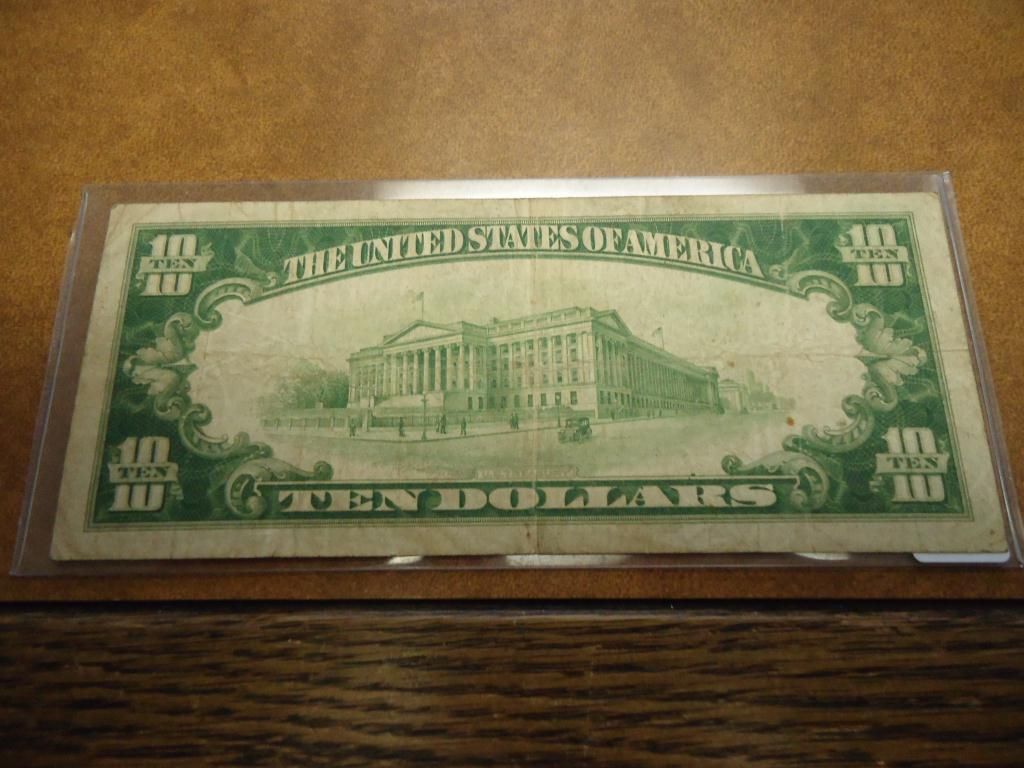 10 10
TEN TEN
10 10
THE UNITED STATES OF AMERICA
10 10
TEN TEN
10 10
TEN DOLLARS